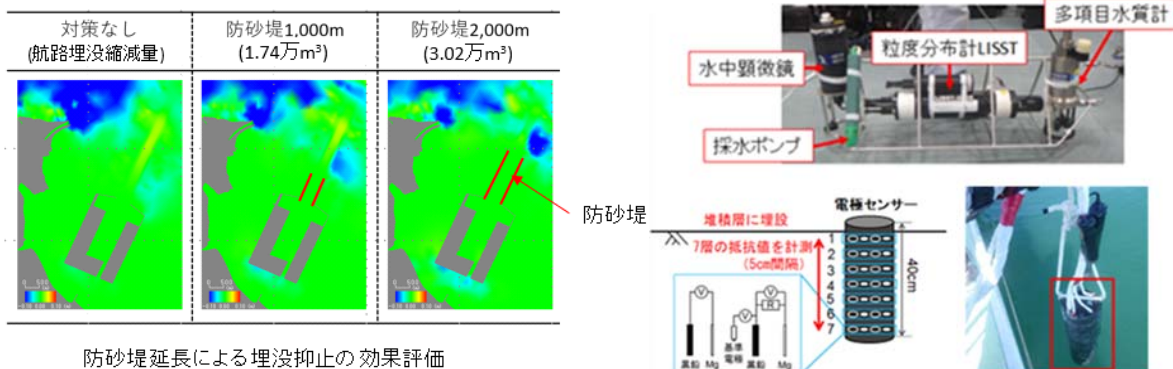 対策なし
(航路埋没縮減量)
防砂堤1,000m
(1.74万m³)
防砂堤2,000m
(3.02万m³)
防砂堤
防砂堤延長による埋没抑止の効果評価
多項目水質計
粒度分布計LISST
水中顕微鏡
採水ポンプ
電極センサー
堆積層に埋設
7層の抵抗値を計測
(5cm間隔)
1
2
3
4
5
6
7
40cm
V
V
R
V
基準
電極
黒鉛 Mg
黒鉛 Mg